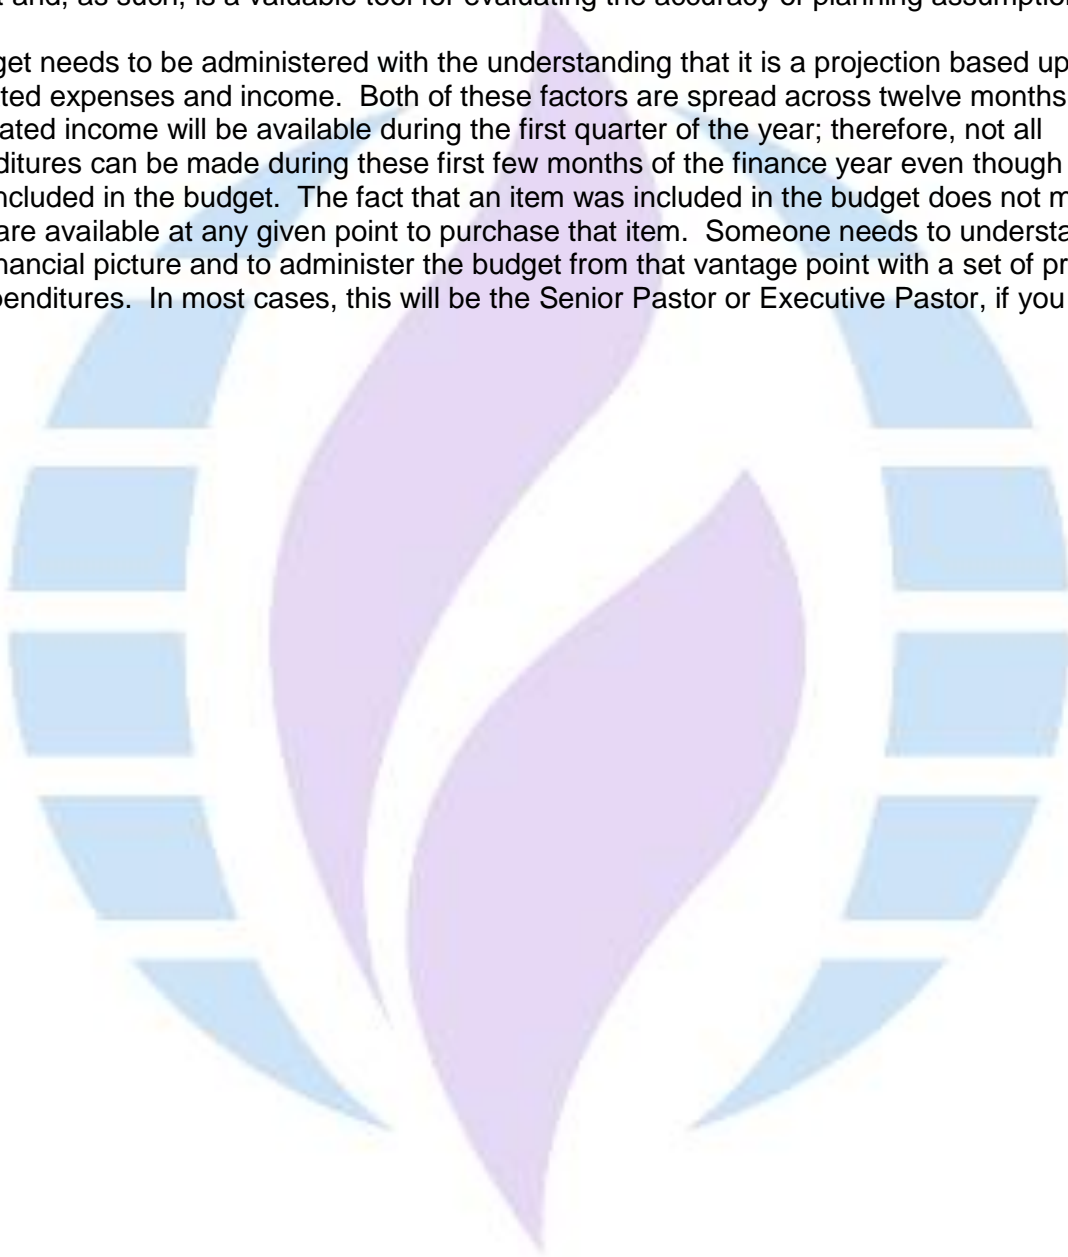 and, as such, is a valuable tool for evaluating the accuracy of planning
get needs to be administered with the understanding that it is a projection based up
ted expenses and income. Both of these factors are spread across twelve months
ated income will be available during the first quarter of the year; therefore, not all
ditures can be made during these first few months of the finance year even though
ncluded in the budget. The fact that an item was included in the budget does not m
are available at any given point to purchase that item. Someone needs to understa
nancial picture and to administer the budget from that vantage point with a set of pr
penditures. In most cases, this will be the Senior Pastor or Executive Pastor, if you